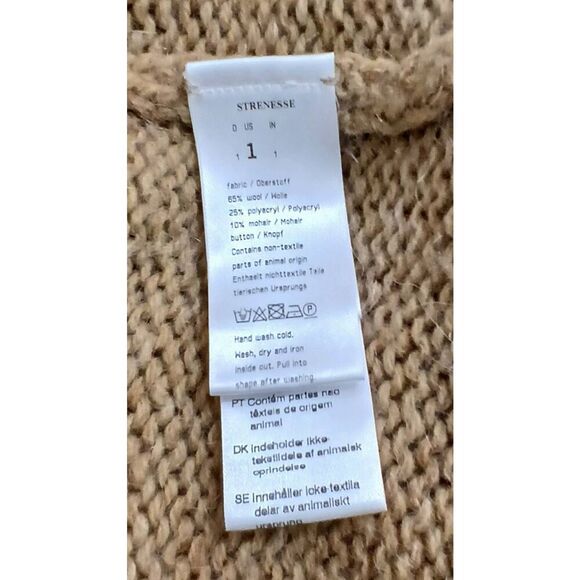 STRENESSE
D US IN
1 1 1
fabric / Oberstoff
65% wool / Wolle
25% polyacryl / Polyacryl
10% mohair / Mohair
button / Knopf
Contains non-textile
parts of animal origin
Enthaelt nichttextile Teile
tierischen Ursprungs
P
Hand wash cold.
Wash, dry and iron
inside out. Pull into
shape after washing
PT Contém partes não
têxteis de origem
animal
DK Indeholder ikke-
tekstildele af animalsk
oprindelse
SE Innehåller icke-textila
delar av animaliskt
ursprung